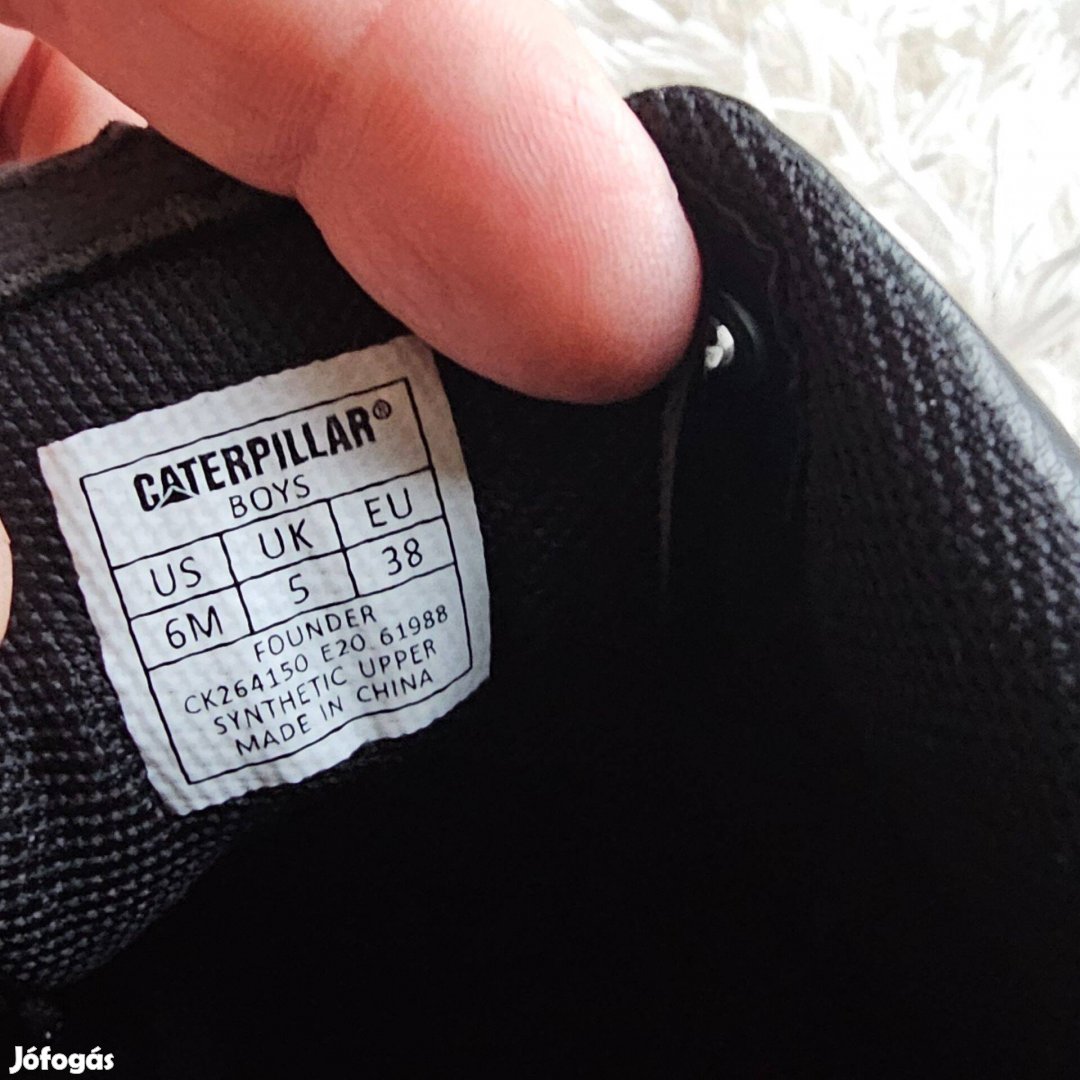 CATERPILLAR®
BOYS
US UK EU
6M 5 38
FOUNDER
CK264150 E20 61988
SYNTHETIC UPPER
MADE IN CHINA
Jófogás